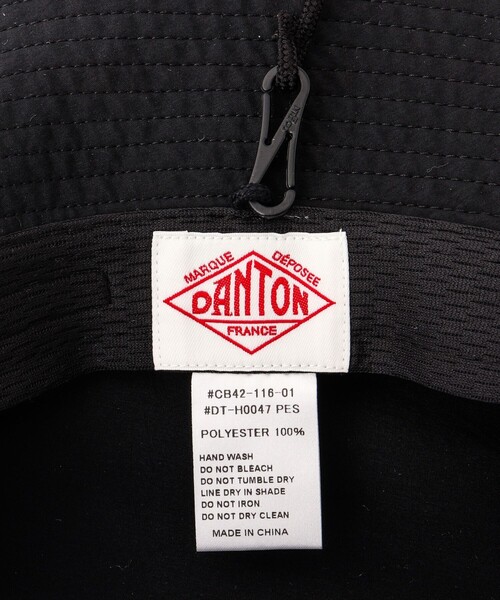 MARQUE DÉPOSÉE
DANTON
FRANCE
#CB42-116-01
#DT-H0047 PES
POLYESTER 100%
HAND WASH
DO NOT BLEACH
DO NOT TUMBLE DRY
LINE DRY IN SHADE
DO NOT IRON
DO NOT DRY CLEAN
MADE IN CHINA